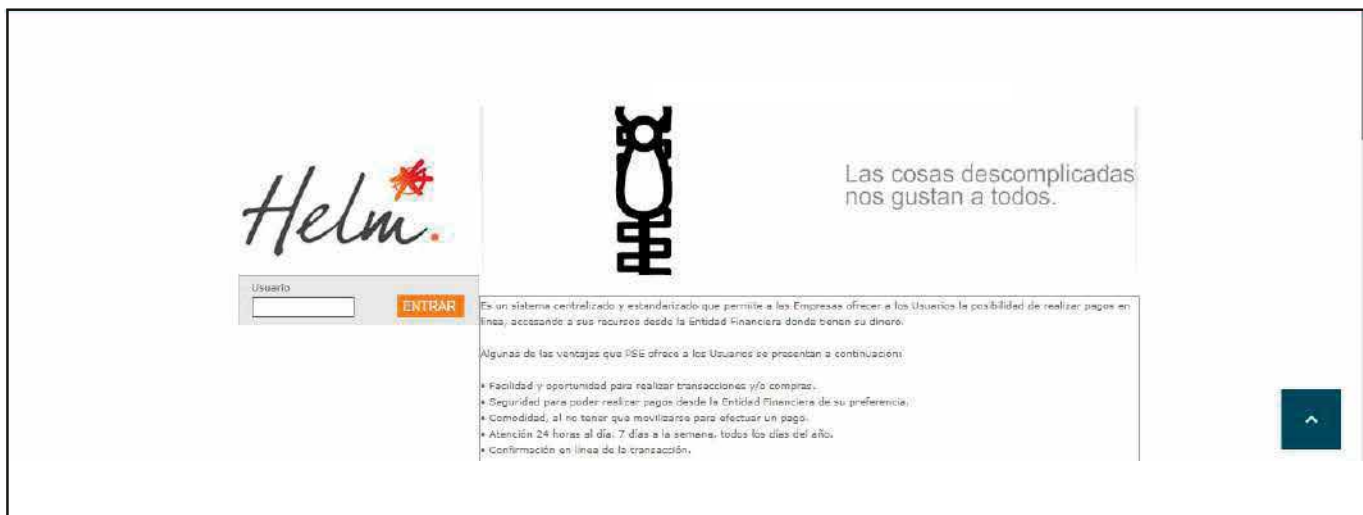 Helm.
Las cosas descomplicadas
nos gustan a todos.
Usuario
ENTRAR
Es un sistema centralizado y estandarizado que permite a las Empresas ofrecer a los Usuarios la posibilidad de realizar pagos en
línea, accesando a sus recursos desde la Entidad Financiera donde tienen su dinero.
Algunas de las ventajas que PSE ofrece a los Usuarios se presentan a continuación:
• Facilidad y oportunidad para realizar transacciones y/o compras.
• Seguridad para poder realizar pagos desde la Entidad Financiera de su preferencia.
• Comodidad, al no tener que movilizarse para efectuar un pago.
• Atención 24 horas al día, 7 días a la semana, todos los días del año.
• Confirmación en línea de la transacción.